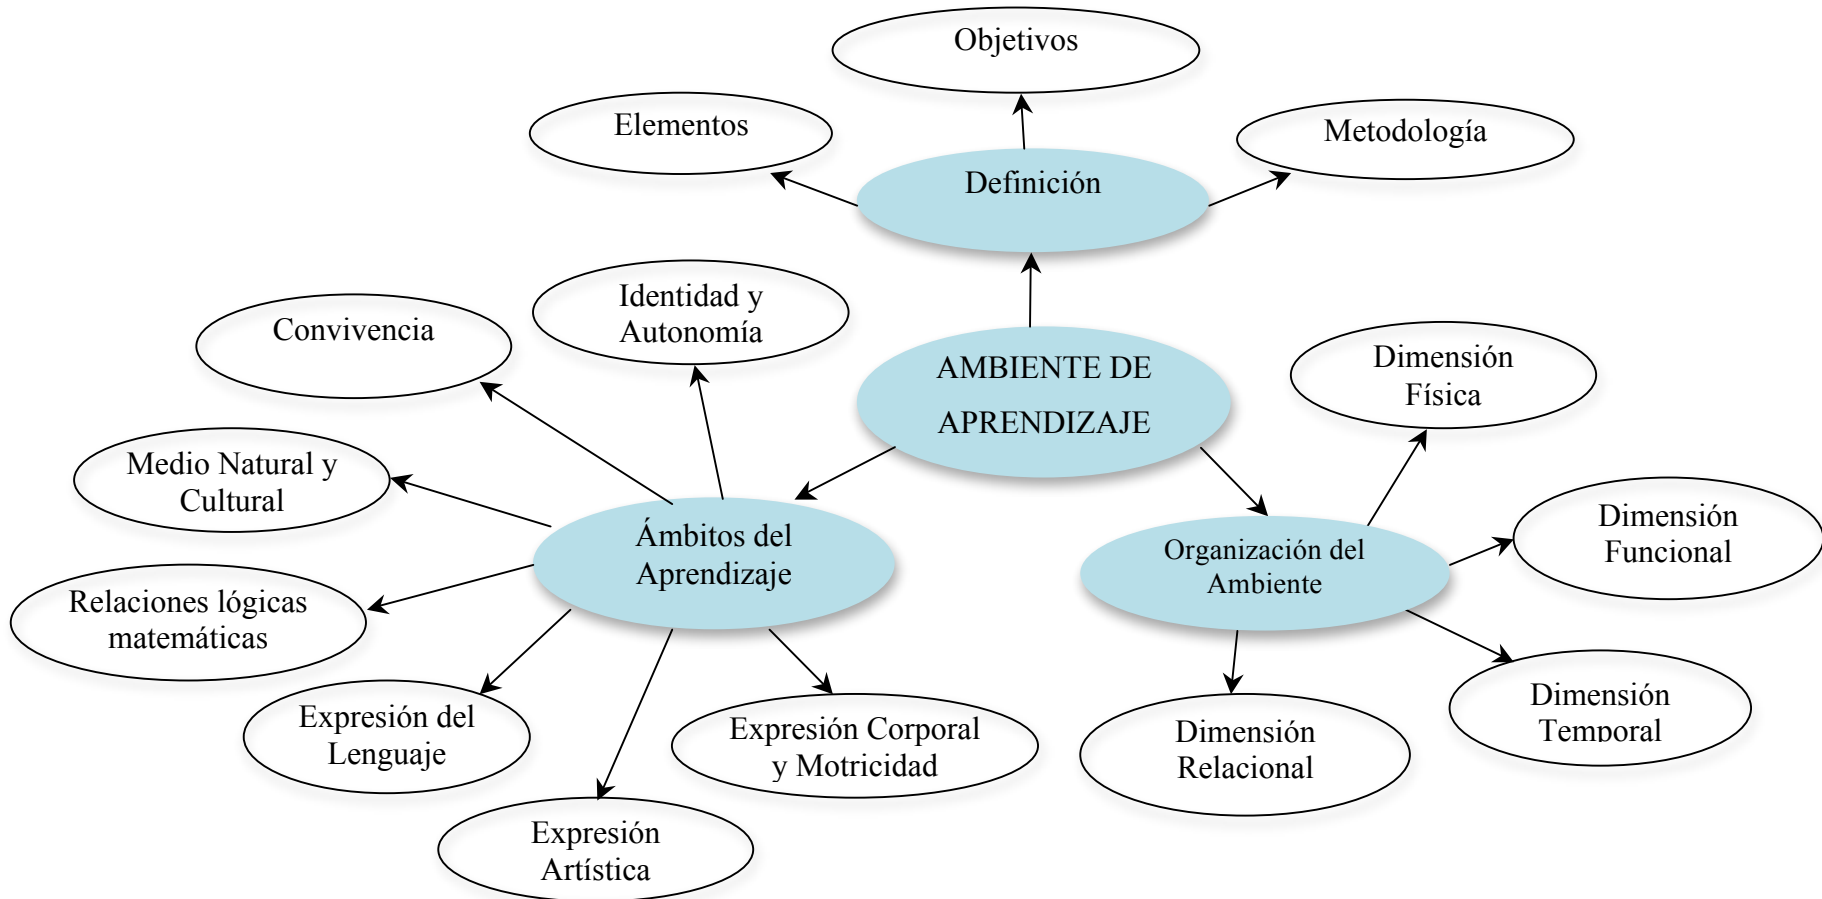 Objetivos
Elementos
Metodología
Definición
Identidad y
Autonomía
Convivencia
AMBIENTE DE
APRENDIZAJE
Dimensión
Física
Medio Natural y
Cultural
Ámbitos del
Aprendizaje
Organización del
Ambiente
Dimensión
Funcional
Relaciones lógicas
matemáticas
Expresión del
Lenguaje
Expresión Corporal
y Motricidad
Dimensión
Relacional
Dimensión
Temporal
Expresión
Artística